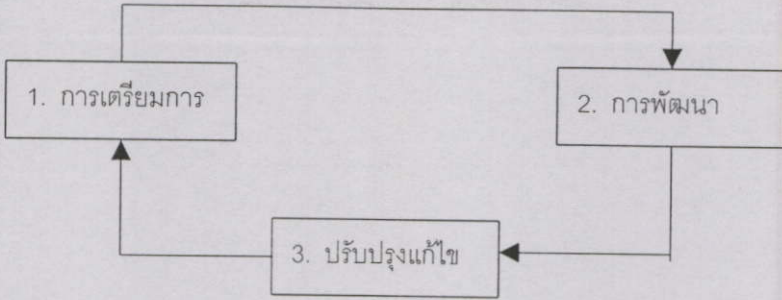 1. การเตรียมการ
2. การพัฒนา
3. ปรับปรุงแก้ไข